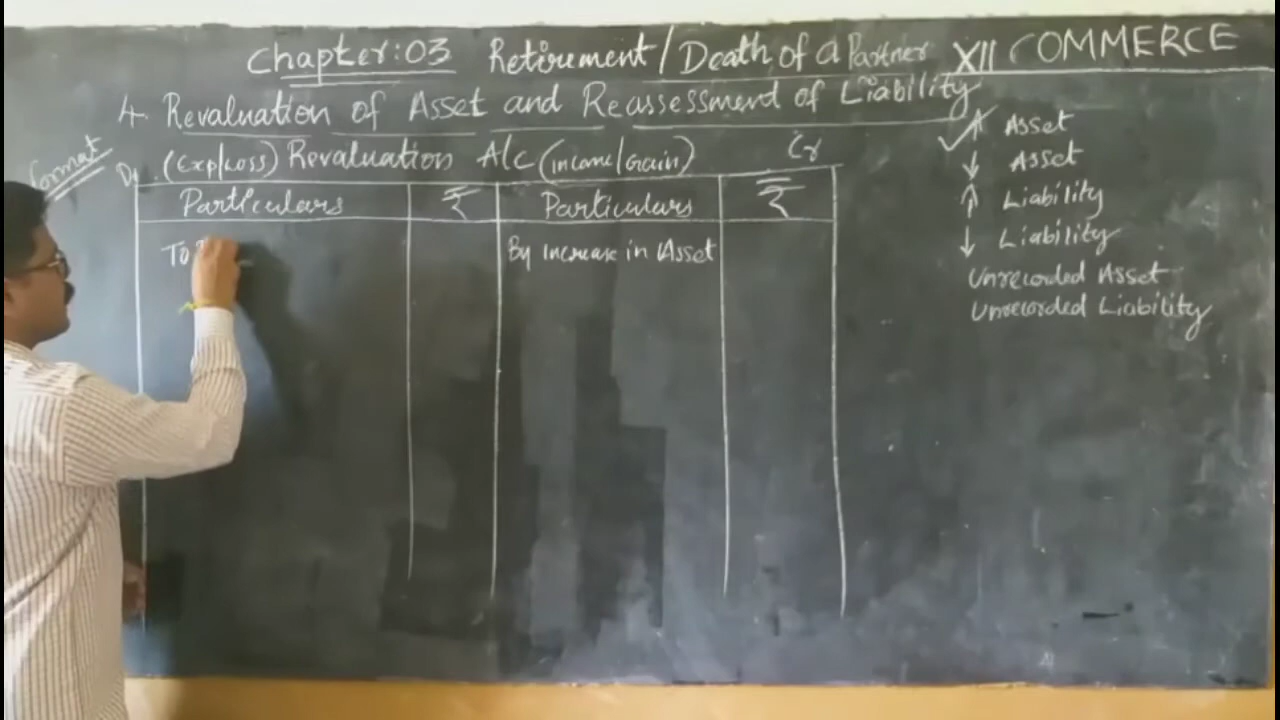 Chapter:03 Retirement/Death of a Partner XII COMMERCE
4. Revaluation of Asset and Reassessment of Liability
Format
Dr (Exp/Loss) Revaluation A/C (income/Gain) Cr
Particulars ₹ Particulars ₹
To By Increase in Asset
↑ Asset
↓ Asset
↑ Liability
↓ Liability
Unrecorded Asset
Unrecorded Liability